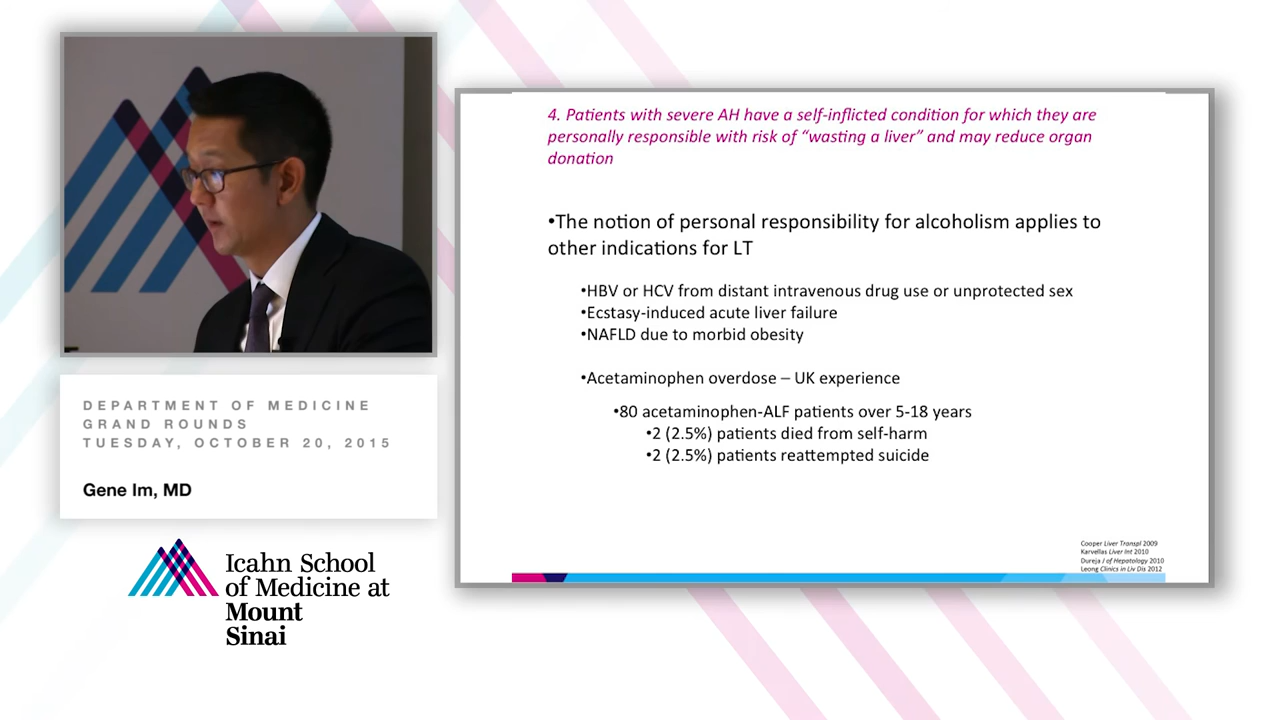 4. Patients with severe AH have a self-inflicted condition for which they are
personally responsible with risk of “wasting a liver” and may reduce organ
donation
•The notion of personal responsibility for alcoholism applies to
other indications for LT
•HBV or HCV from distant intravenous drug use or unprotected sex
•Ecstasy-induced acute liver failure
•NAFLD due to morbid obesity
•Acetaminophen overdose – UK experience
•80 acetaminophen-ALF patients over 5-18 years
•2 (2.5%) patients died from self-harm
•2 (2.5%) patients reattempted suicide
Cooper Liver Transpl 2009
Karvellas Liver Int 2010
Dureja J of Hepatology 2010
Leong Clinics in Liv Dis 2012
DEPARTMENT OF MEDICINE
GRAND ROUNDS
TUESDAY, OCTOBER 20, 2015
Gene Im, MD
Icahn School
of Medicine at
Mount
Sinai